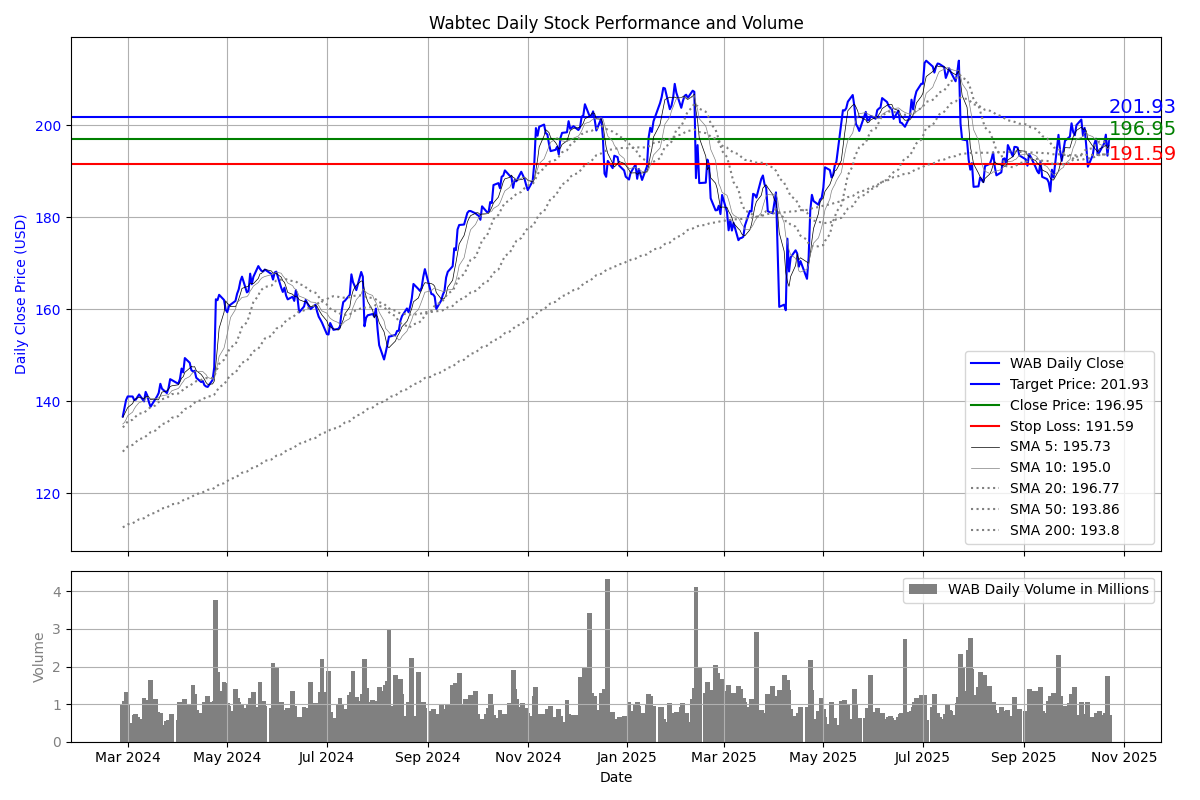 Wabtec Daily Stock Performance and Volume
Daily Close Price (USD)
200
180
160
140
120
201.93
196.95
191.59
WAB Daily Close
Target Price: 201.93
Close Price: 196.95
Stop Loss: 191.59
SMA 5: 195.73
SMA 10: 195.0
SMA 20: 196.77
SMA 50: 193.86
SMA 200: 193.8
Volume
4
3
2
1
0
WAB Daily Volume in Millions
Mar 2024 May 2024 Jul 2024 Sep 2024 Nov 2024 Jan 2025 Mar 2025 May 2025 Jul 2025 Sep 2025 Nov 2025
Date